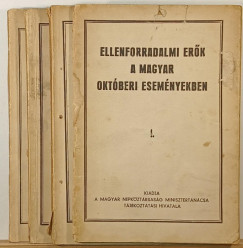 ELLENFORRADALMI ERŐK
A MAGYAR
OKTÓBERI ESEMÉNYEKBEN
I.
KIADJA
A MAGYAR NÉPKÖZTÁRSASÁG MINISZTERTANÁCSA
TÁJÉKOZTATÁSI HIVATALA